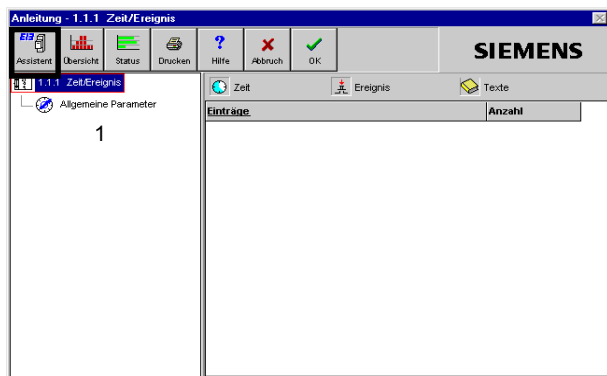 Anleitung - 1.1.1 Zeit/Ereignis
EIB
Assistent Übersicht Status Drucken Hilfe Abbruch OK
SIEMENS
1.1.1 Zeit/Ereignis
Zeit Ereignis Texte
Allgemeine Parameter
Einträge Anzahl
1